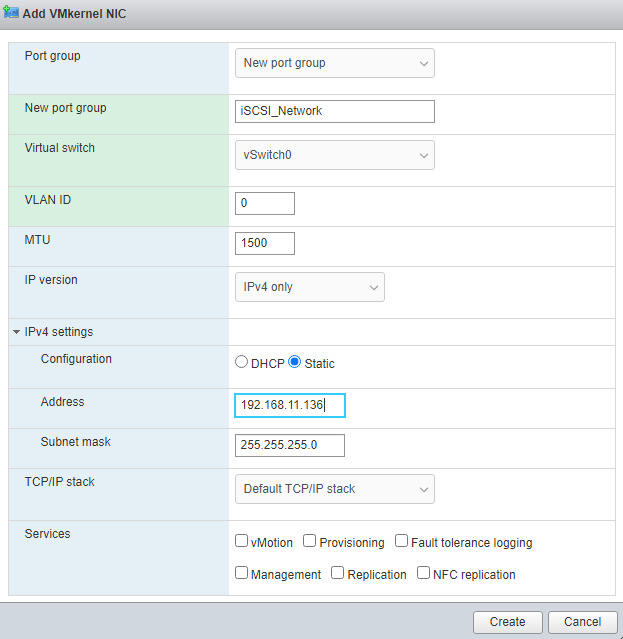 Add VMkernel NIC
Port group
New port group
New port group
iSCSI_Network
Virtual switch
vSwitch0
VLAN ID
0
MTU
1500
IP version
IPv4 only
IPv4 settings
Configuration
DHCP Static
Address
192.168.11.136
Subnet mask
255.255.255.0
TCP/IP stack
Default TCP/IP stack
Services
vMotion Provisioning Fault tolerance logging
Management Replication NFC replication
Create Cancel